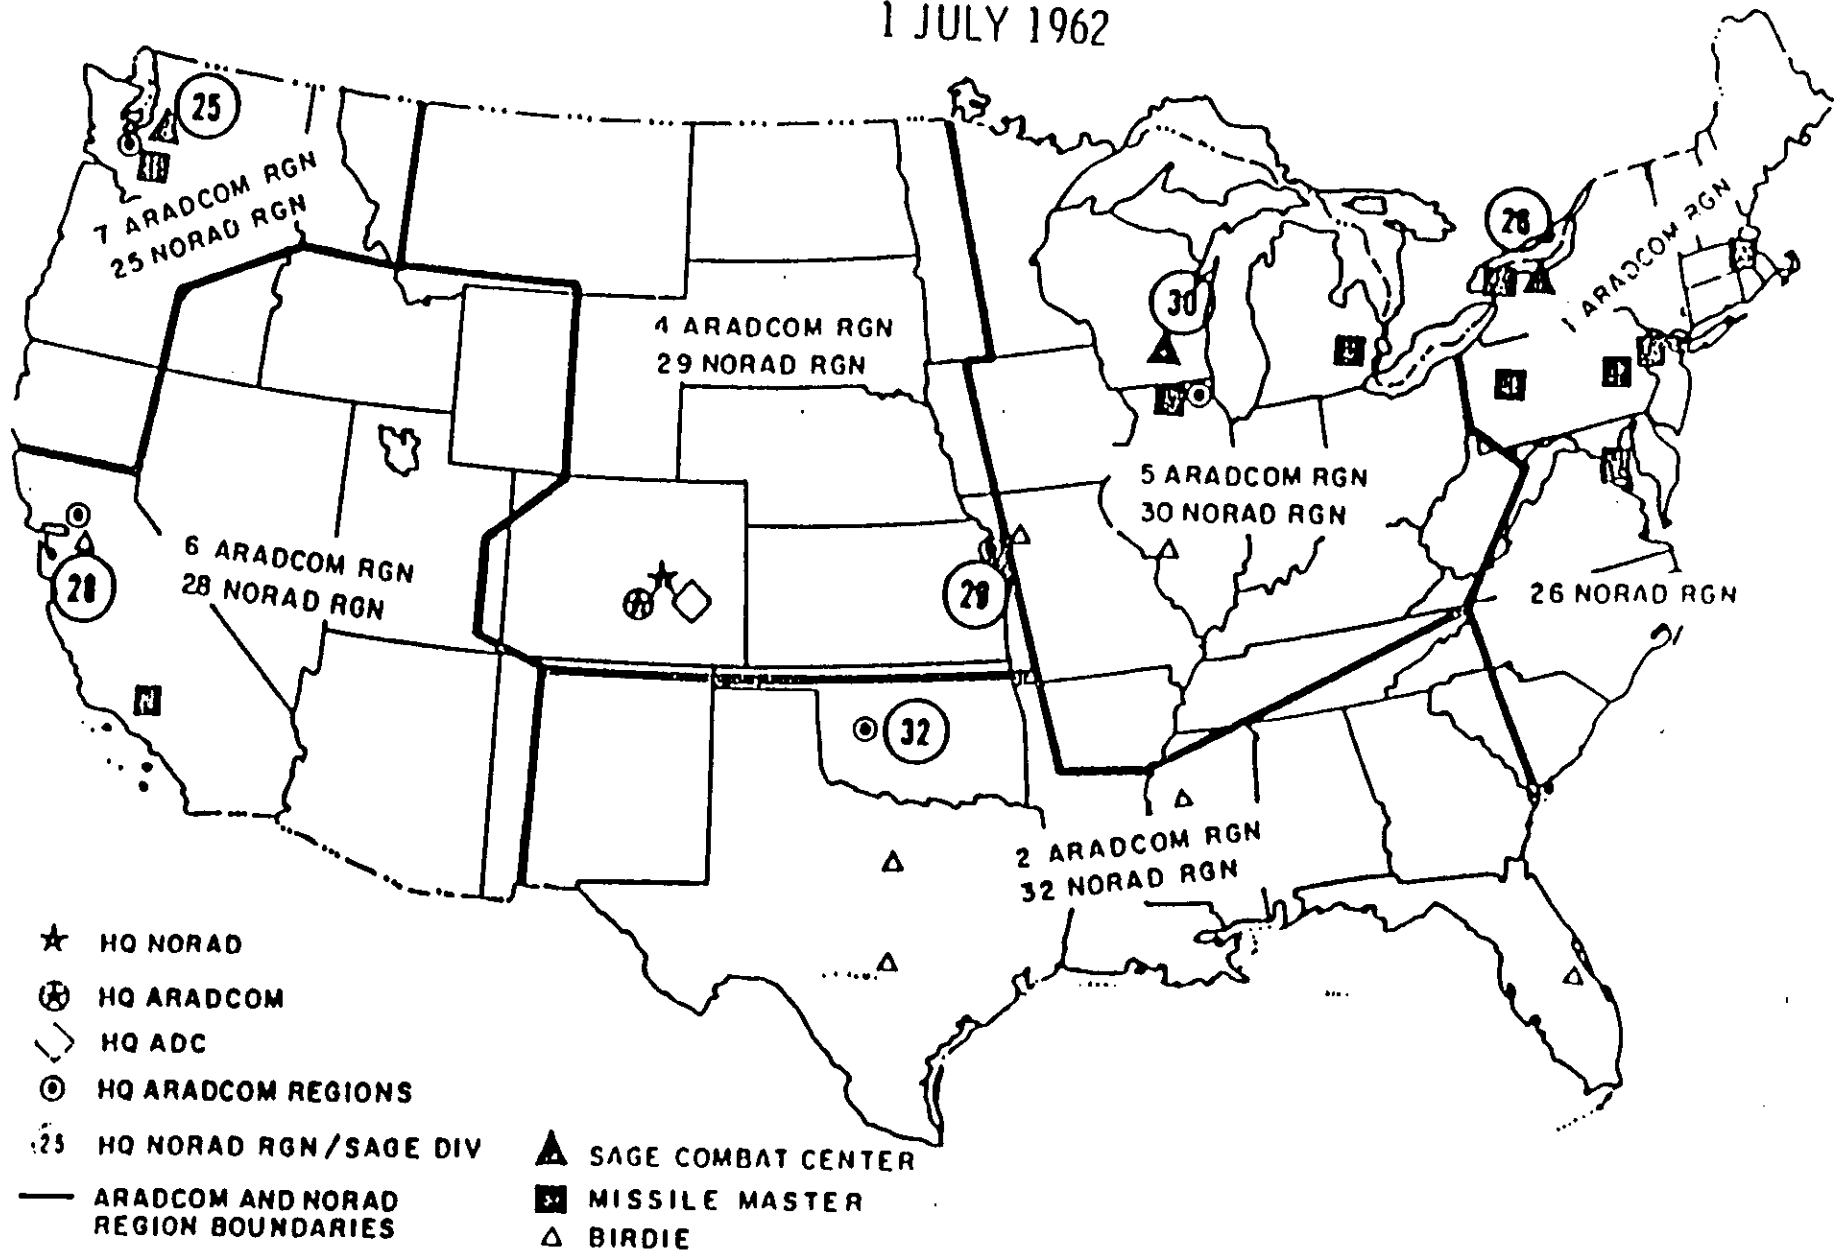 1 JULY 1962
25
7 ARADCOM RGN
25 NORAD RGN
26
1 ARADCOM RGN
30
4 ARADCOM RGN
29 NORAD RGN
5 ARADCOM RGN
30 NORAD RGN
6 ARADCOM RGN
28 NORAD RGN
28
29
26 NORAD RGN
32
2 ARADCOM RGN
32 NORAD RGN
HQ NORAD
HQ ARADCOM
HQ ADC
HQ ARADCOM REGIONS
25 HQ NORAD RGN/SAGE DIV
ARADCOM AND NORAD
REGION BOUNDARIES
SAGE COMBAT CENTER
MISSILE MASTER
BIRDIE